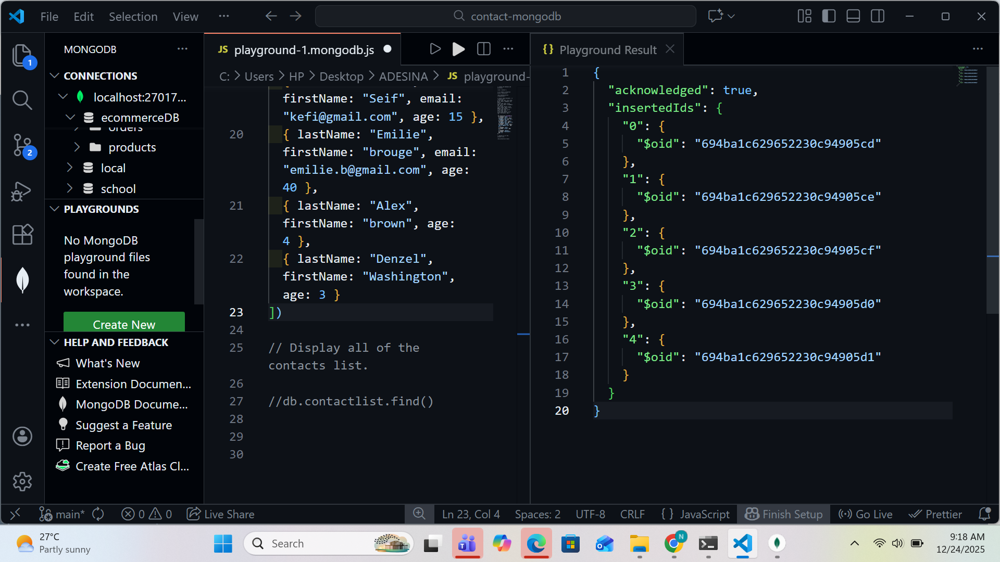 File Edit Selection View ··· contact-mongodb
MONGODB ···
CONNECTIONS
localhost:27017...
ecommerceDB
orders
products
local
school
PLAYGROUNDS
No MongoDB
playground files
found in the
workspace.
Create New
HELP AND FEEDBACK
What's New
Extension Documen...
MongoDB Docume...
Suggest a Feature
Report a Bug
Create Free Atlas Cl...
1
2
JS playground-1.mongodb.js
C: > Users > HP > Desktop > ADESINA > JS playground-
firstName: "Seif", email:
"kefi@gmail.com", age: 15 },
20 { lastName: "Emilie",
firstName: "brouge", email:
"emilie.b@gmail.com", age:
40 },
21 { lastName: "Alex",
firstName: "brown", age:
4 },
22 { lastName: "Denzel",
firstName: "Washington",
age: 3 }
23 ])
24
25 // Display all of the
contacts list.
26
27 //db.contactlist.find()
28
29
30
{} Playground Result
1 {
2 "acknowledged": true,
3 "insertedIds": {
4 "0": {
5 "$oid": "694ba1c629652230c94905cd"
6 },
7 "1": {
8 "$oid": "694ba1c629652230c94905ce"
9 },
10 "2": {
11 "$oid": "694ba1c629652230c94905cf"
12 },
13 "3": {
14 "$oid": "694ba1c629652230c94905d0"
15 },
16 "4": {
17 "$oid": "694ba1c629652230c94905d1"
18 }
19 }
20 }
main* 0 0 Live Share Ln 23, Col 4 Spaces: 2 UTF-8 CRLF { } JavaScript Finish Setup Go Live Prettier
27°C
Partly sunny
Search
N
9:18 AM
12/24/2025